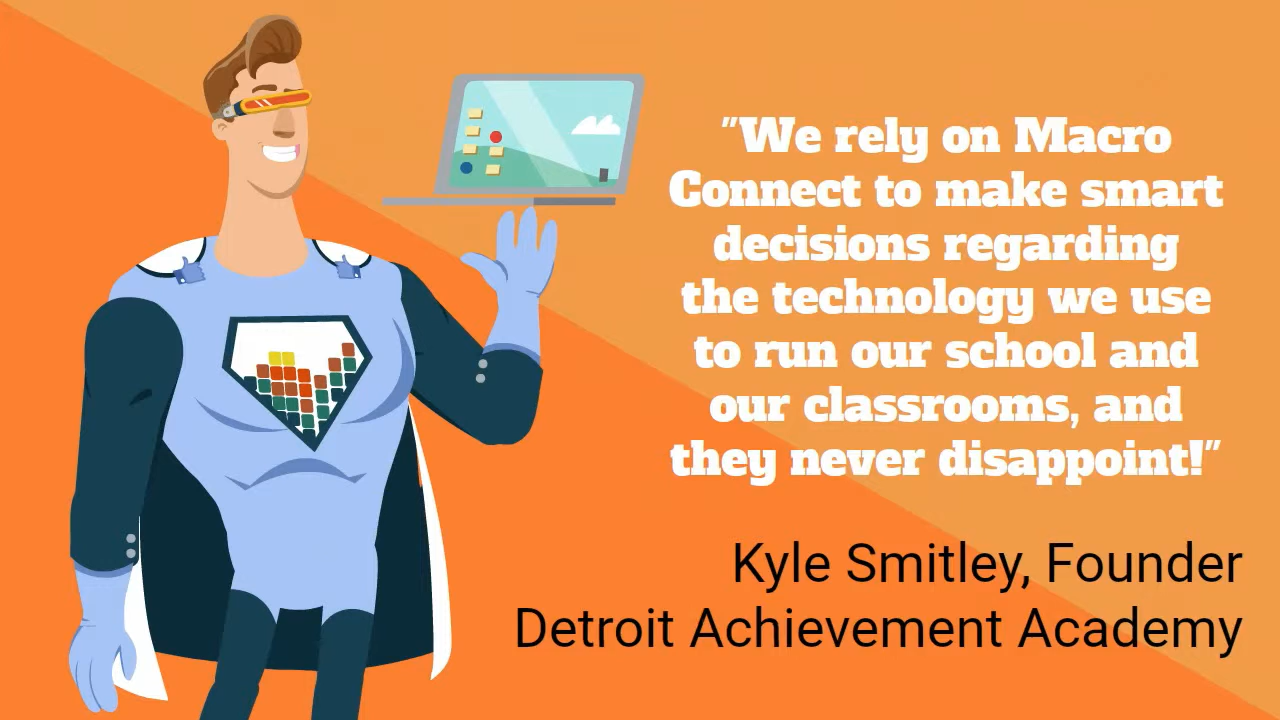 "We rely on Macro
Connect to make smart
decisions regarding
the technology we use
to run our school and
our classrooms, and
they never disappoint!"
Kyle Smitley, Founder
Detroit Achievement Academy